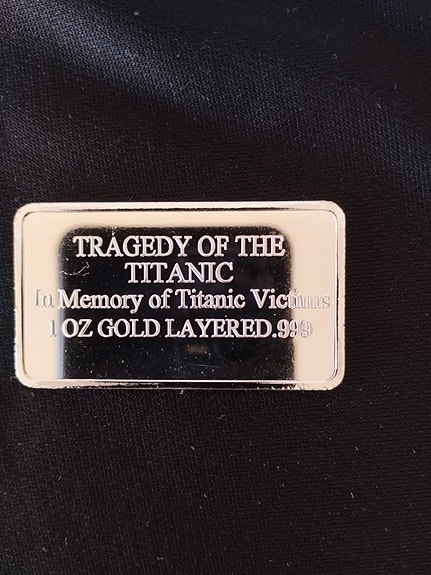 TRAGEDY OF THE
TITANIC
In Memory of Titanic Victims
1 OZ GOLD LAYERED.999